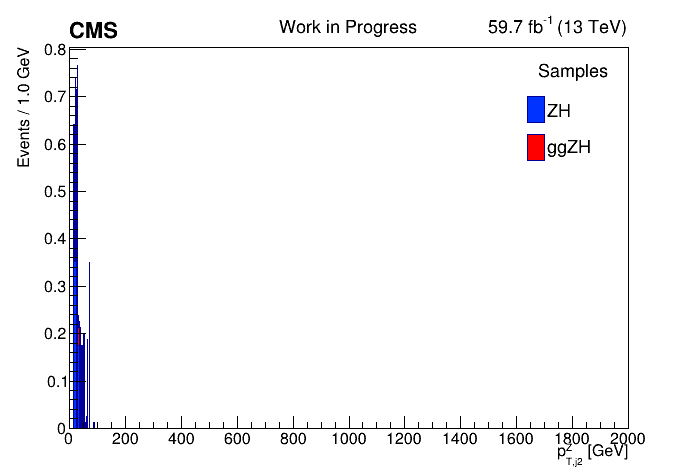 CMS Work in Progress 59.7 fb⁻¹ (13 TeV)
Events / 1.0 GeV
0.8
0.7
0.6
0.5
0.4
0.3
0.2
0.1
0
Samples
ZH
ggZH
0 200 400 600 800 1000 1200 1400 1600 1800 2000
p²T,j2 [GeV]